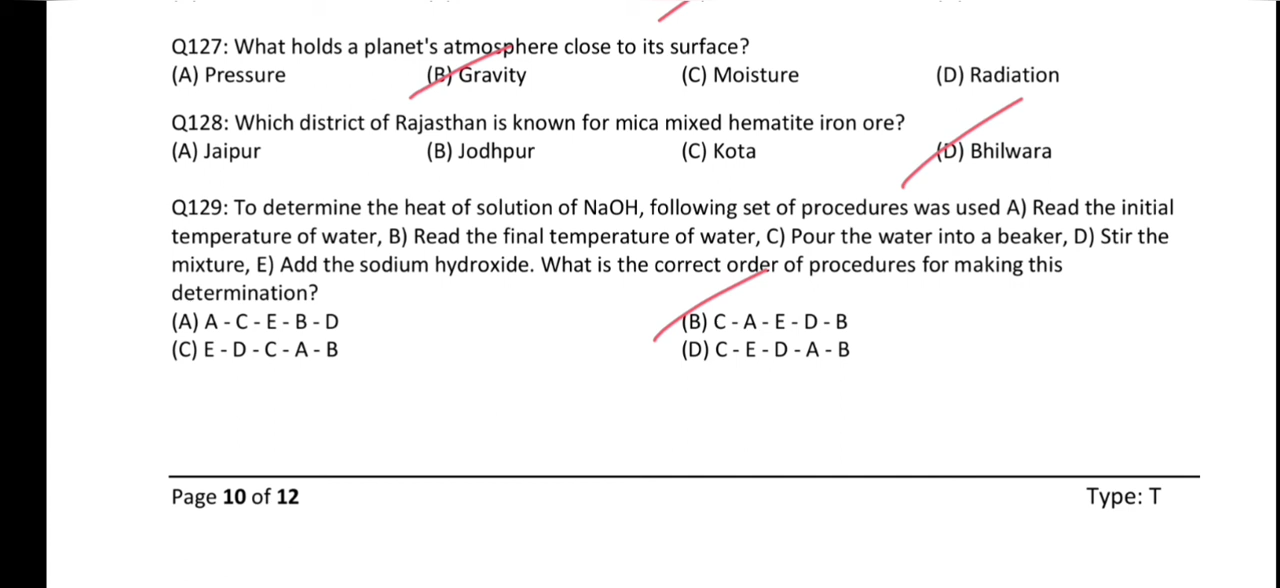 Q127: What holds a planet's atmosphere close to its surface?
(A) Pressure (B) Gravity (C) Moisture (D) Radiation
Q128: Which district of Rajasthan is known for mica mixed hematite iron ore?
(A) Jaipur (B) Jodhpur (C) Kota (D) Bhilwara
Q129: To determine the heat of solution of NaOH, following set of procedures was used A) Read the initial
temperature of water, B) Read the final temperature of water, C) Pour the water into a beaker, D) Stir the
mixture, E) Add the sodium hydroxide. What is the correct order of procedures for making this
determination?
(A) A - C - E - B - D (B) C - A - E - D - B
(C) E - D - C - A - B (D) C - E - D - A - B
Page 10 of 12 Type: T